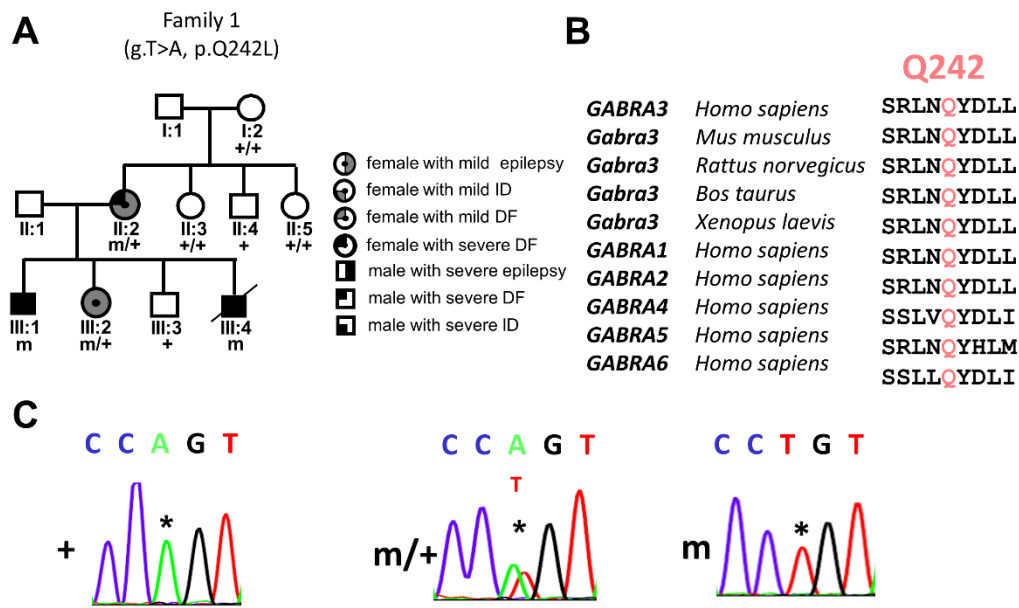 A
Family 1
(g.T>A, p.Q242L)
I:1
I:2
+/+
II:1
II:2
m/+
II:3
+/+
II:4
+
II:5
+/+
III:1
m
III:2
m/+
III:3
+
III:4
m
female with mild epilepsy
female with mild ID
female with mild DF
female with severe DF
male with severe epilepsy
male with severe DF
male with severe ID
B
Q242
GABRA3 Homo sapiens SRLNQYDLL
Gabra3 Mus musculus SRLNQYDLL
Gabra3 Rattus norvegicus SRLNQYDLL
Gabra3 Bos taurus SRLNQYDLL
Gabra3 Xenopus laevis SRLNQYDLL
GABRA1 Homo sapiens SRLNQYDLL
GABRA2 Homo sapiens SRLNQYDLL
GABRA4 Homo sapiens SSLVQYDLI
GABRA5 Homo sapiens SRLNQYHLM
GABRA6 Homo sapiens SSLLQYDLI
C
C C A G T
*
+
C C A G T
T
*
m/+
C C T G T
*
m